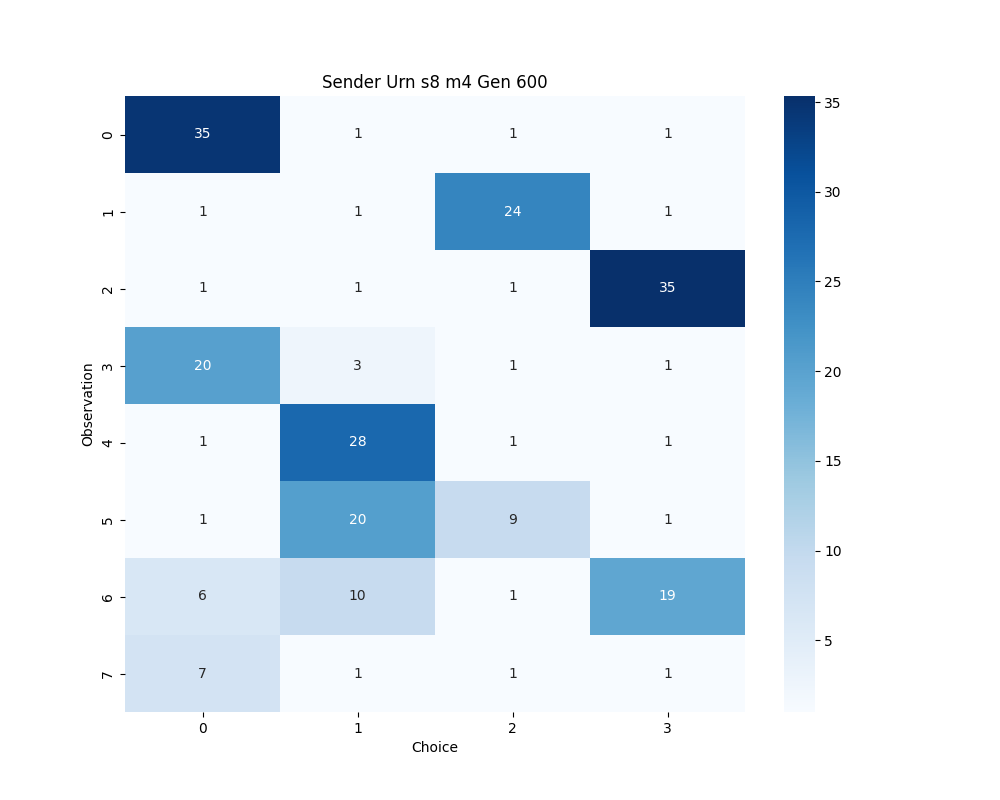 Sender Urn s8 m4 Gen 600
0 35 1 1 1
1 1 1 24 1
2 1 1 1 35
3 20 3 1 1
4 1 28 1 1
5 1 20 9 1
6 6 10 1 19
7 7 1 1 1
0 1 2 3
Choice
Observation
35
30
25
20
15
10
5